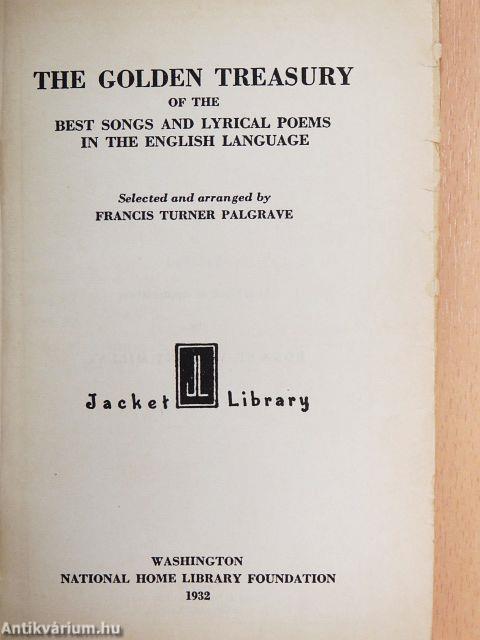 THE GOLDEN TREASURY
OF THE
BEST SONGS AND LYRICAL POEMS
IN THE ENGLISH LANGUAGE
Selected and arranged by
FRANCIS TURNER PALGRAVE
JL
Jacket Library
WASHINGTON
NATIONAL HOME LIBRARY FOUNDATION
1932
Antikvárium.hu